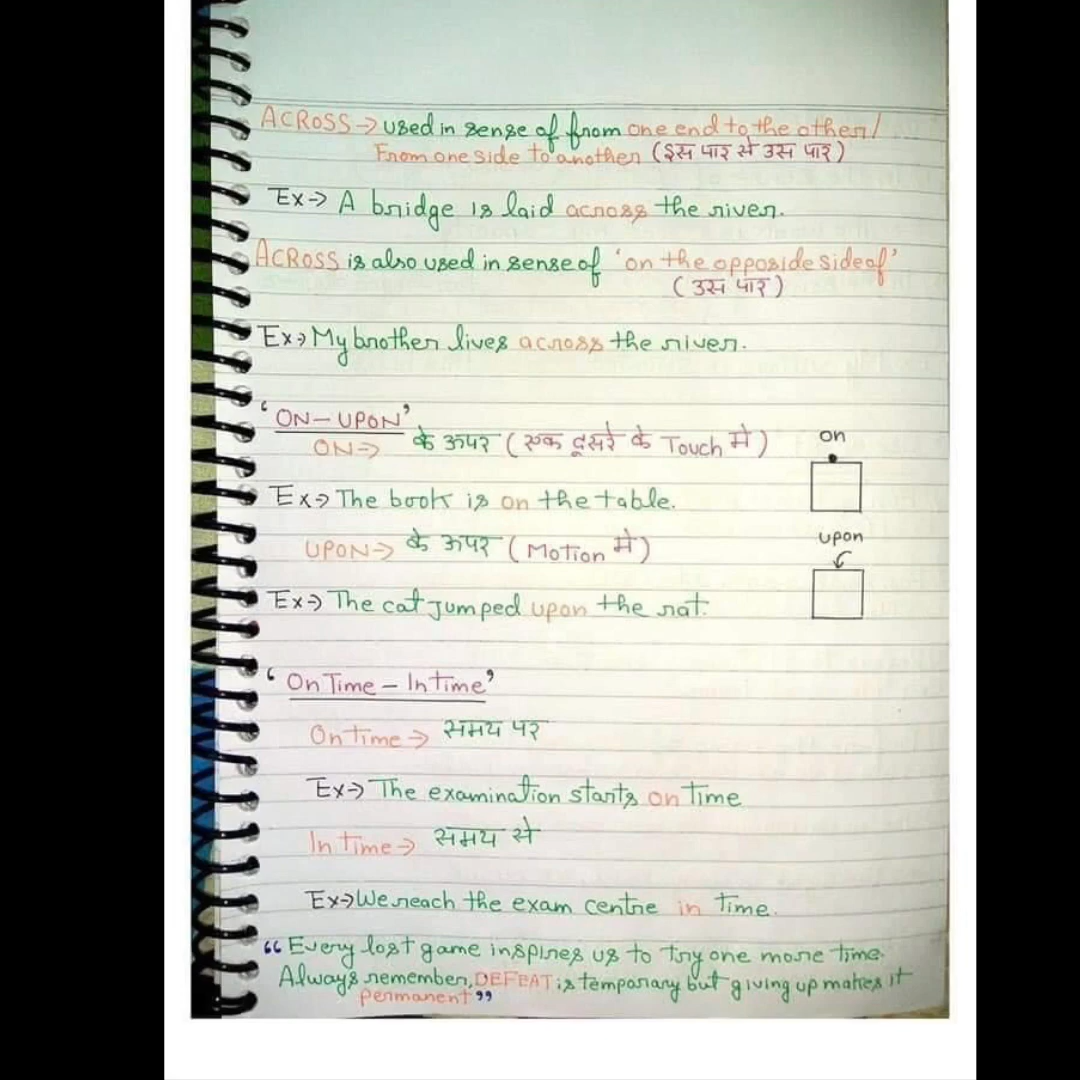 ACROSS → used in sense of from one end to the other/
From one side to another (इस पार से उस पार)
Ex → A bridge is laid across the river.
ACROSS is also used in sense of 'on the opposide side of'
(उस पार)
Ex → My brother lives across the river.
'ON-UPON'
ON → के ऊपर (एक दूसरे के Touch मे)
on
Ex → The book is on the table.
UPON → के ऊपर (Motion मे)
upon
Ex → The cat jumped upon the rat.
'On Time - In time'
On time → समय पर
Ex → The examination starts on time
In time → समय से
Ex → We reach the exam centre in time.
“Every lost game inspires us to try one more time.
Always remember, DEFEAT is temporary but giving up makes it
permanent”